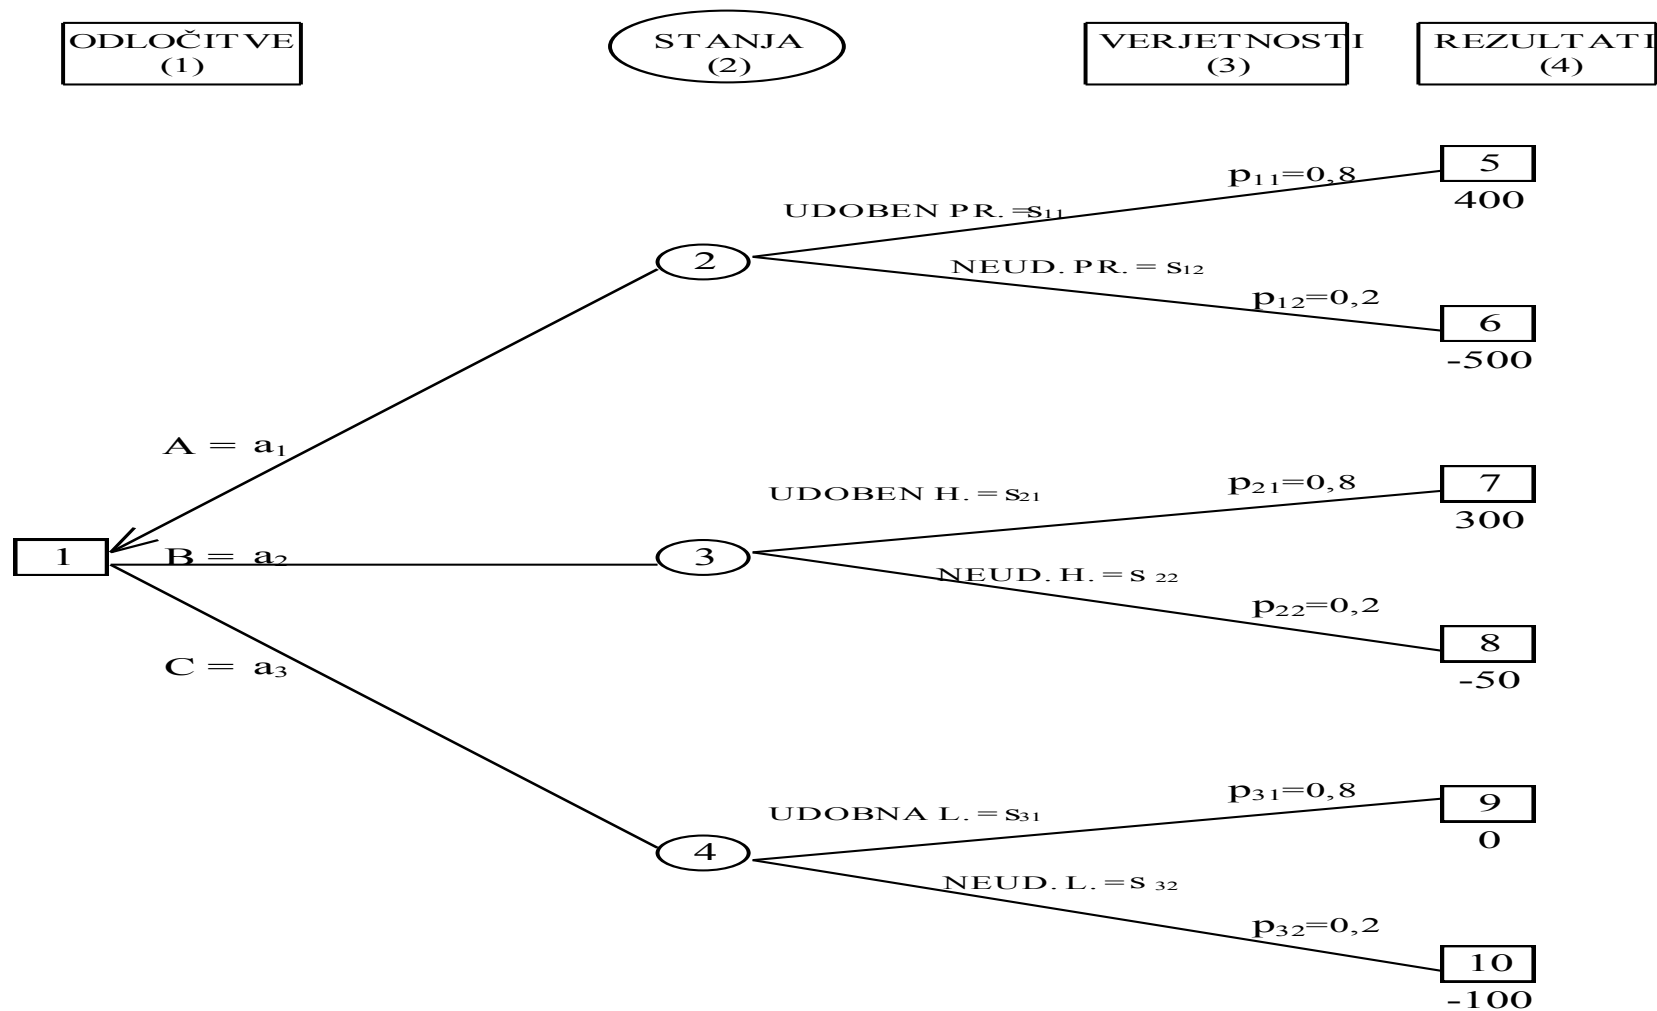 ODLOČITVE
(1)
STANJA
(2)
VERJETNOSTI
(3)
REZULTATI
(4)
5
p₁₁=0,8
400
UDOBEN PR. =s₁₁
2
NEUD. PR. = s₁₂
p₁₂=0,2
6
-500
A = a₁
UDOBEN H. = s₂₁
p₂₁=0,8
7
300
1
B = a₂
3
NEUD. H. = s ₂₂
p₂₂=0,2
8
-50
C = a₃
UDOBNA L. = s₃₁
p₃₁=0,8
9
0
4
NEUD. L. = s ₃₂
p₃₂=0,2
10
-100